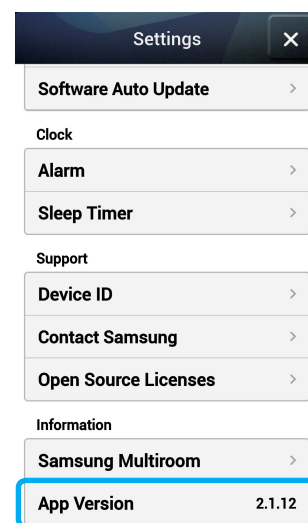 Settings
Software Auto Update
Clock
Alarm
Sleep Timer
Support
Device ID
Contact Samsung
Open Source Licenses
Information
Samsung Multiroom
App Version 2.1.12